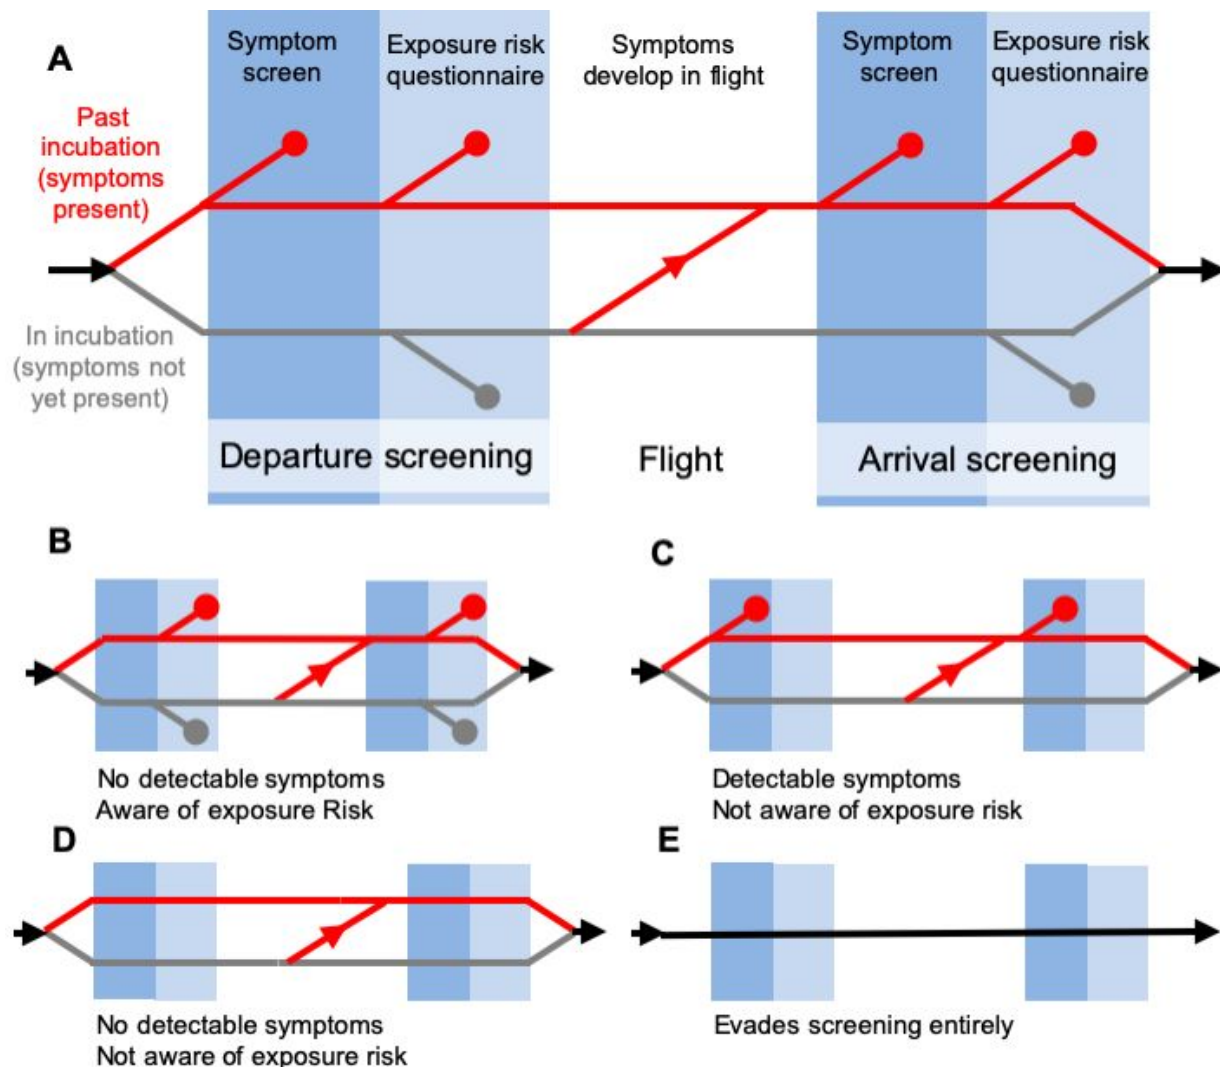 A
Symptom
screen
Exposure risk
questionnaire
Symptoms
develop in flight
Symptom
screen
Exposure risk
questionnaire
Past
incubation
(symptoms
present)
In incubation
(symptoms not
yet present)
Departure screening
Flight
Arrival screening
B
No detectable symptoms
Aware of exposure Risk
C
Detectable symptoms
Not aware of exposure risk
D
No detectable symptoms
Not aware of exposure risk
E
Evades screening entirely